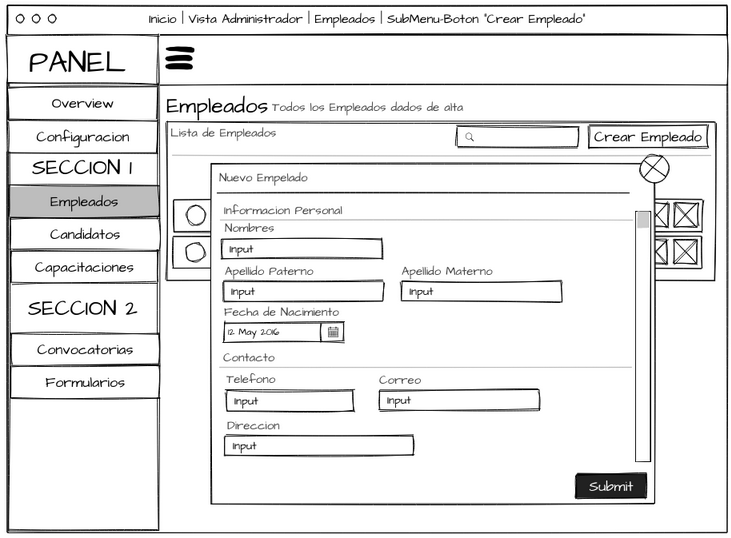 Inicio | Vista Administrador | Empleados | SubMenu-Boton "Crear Empleado"
PANEL
Overview
Configuracion
SECCION 1
Empleados
Candidatos
Capacitaciones
SECCION 2
Convocatorias
Formularios
Empleados Todos los Empleados dados de alta
Lista de Empleados
Crear Empleado
Nuevo Empelado
Informacion Personal
Nombres
Input
Apellido Paterno Apellido Materno
Input Input
Fecha de Nacimiento
12 May 2016
Contacto
Telefono Correo
Input Input
Direccion
Input
Submit